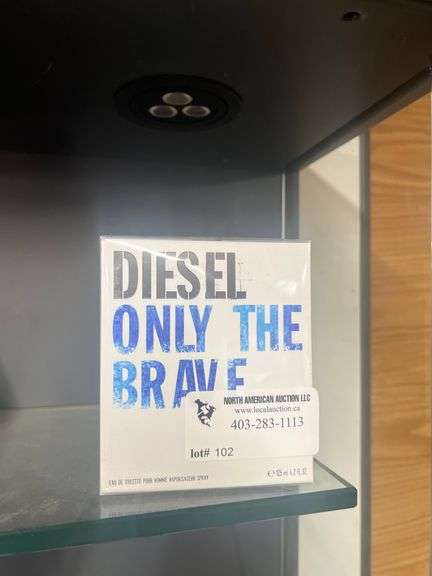 DIESEL
ONLY THE
BRAVE
NORTH AMERICAN AUCTION LLC
www.localauction.ca
403-283-1113
lot# 102
EAU DE TOILETTE POUR HOMME VAPORISATEUR SPRAY
℮ 125 ml 4.2 fl. oz.